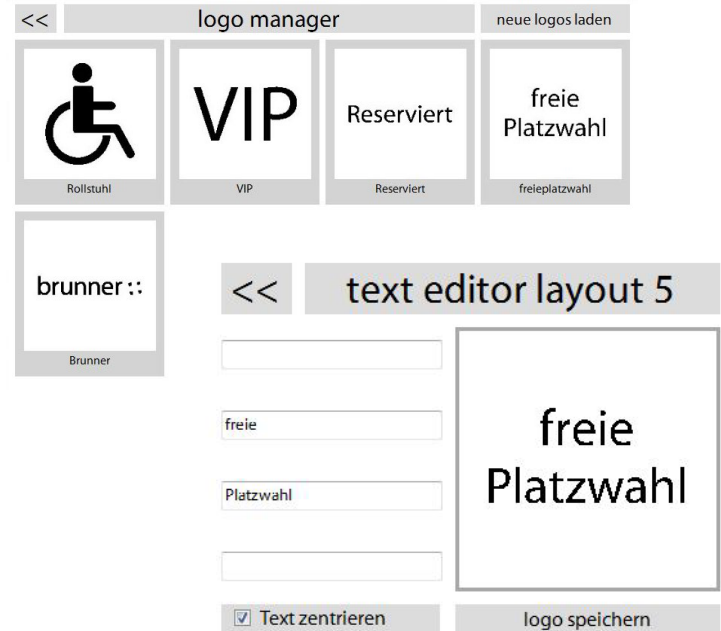 << logo manager neue logos laden
VIP
Reserviert
freie
Platzwahl
Rollstuhl VIP Reserviert freieplatzwahl
brunner ::
Brunner
<< text editor layout 5
freie
Platzwahl
freie
Platzwahl
Text zentrieren
logo speichern